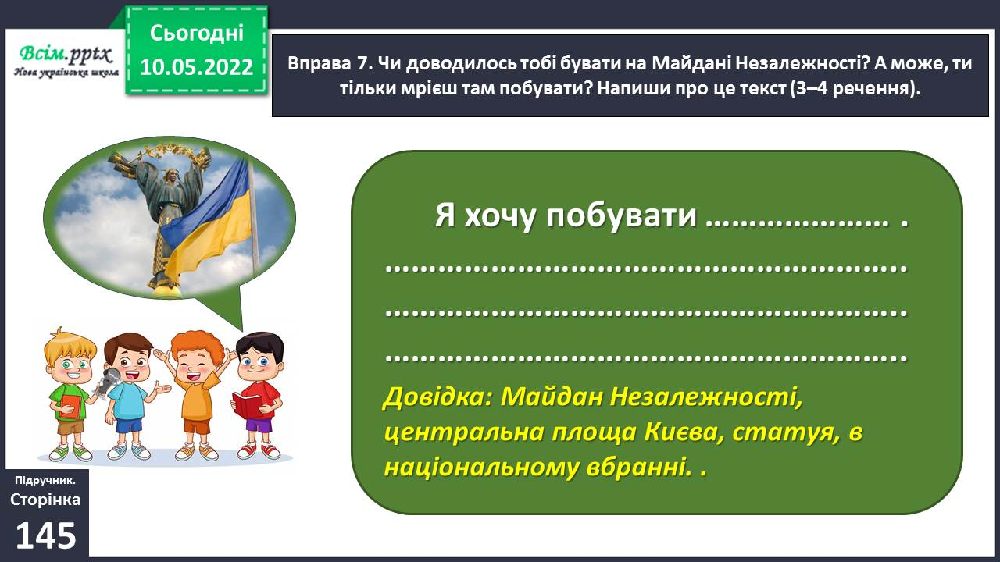 Всім.pptx
Нова українська школа
Сьогодні
10.05.2022
Вправа 7. Чи доводилось тобі бувати на Майдані Незалежності? А може, ти
тільки мрієш там побувати? Напиши про це текст (3–4 речення).
Я хочу побувати ………………… .
…………………………………………………..
…………………………………………………..
…………………………………………………..
Довідка: Майдан Незалежності,
центральна площа Києва, статуя, в
національному вбранні. .
Підручник.
Сторінка
145